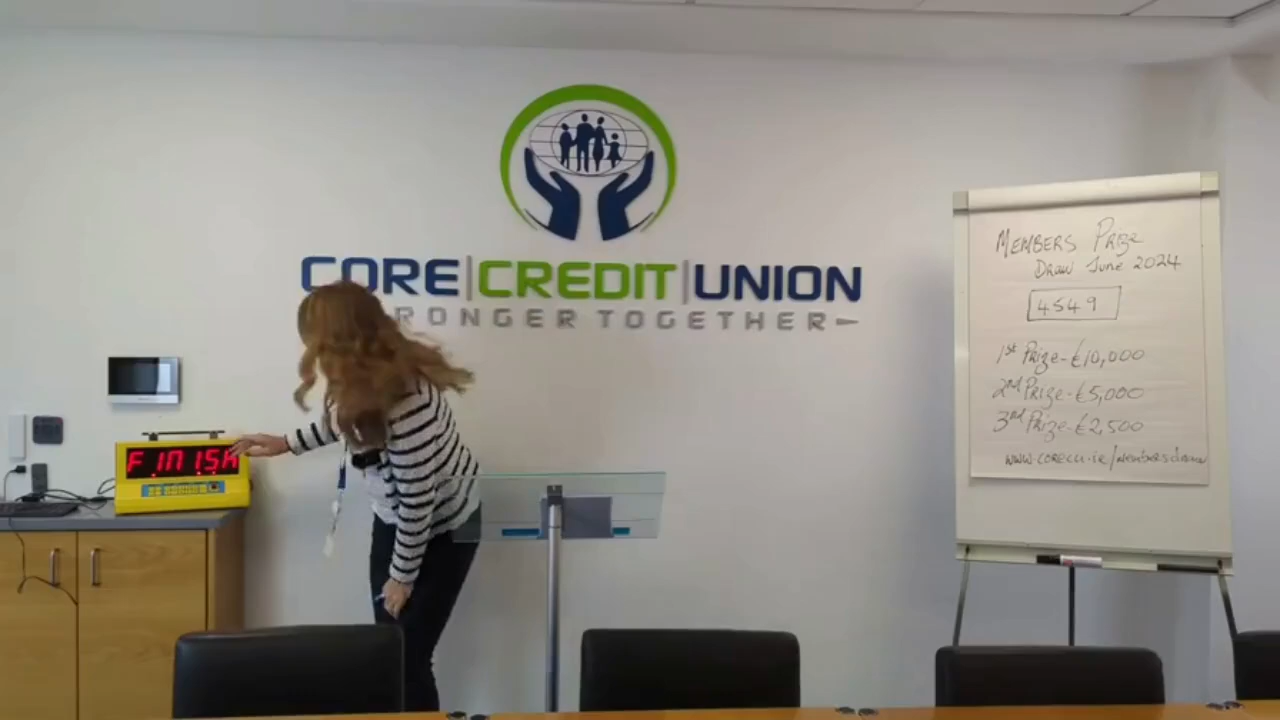 CORE CREDIT UNION
RONGER TOGETHER
FINISH
MEMBERS PRIZE
DRAW JUNE 2024
4549
1st Prize-€10,000
2nd Prize-€5,000
3rd Prize-€2,500
www.corecu.ie/membersdraw